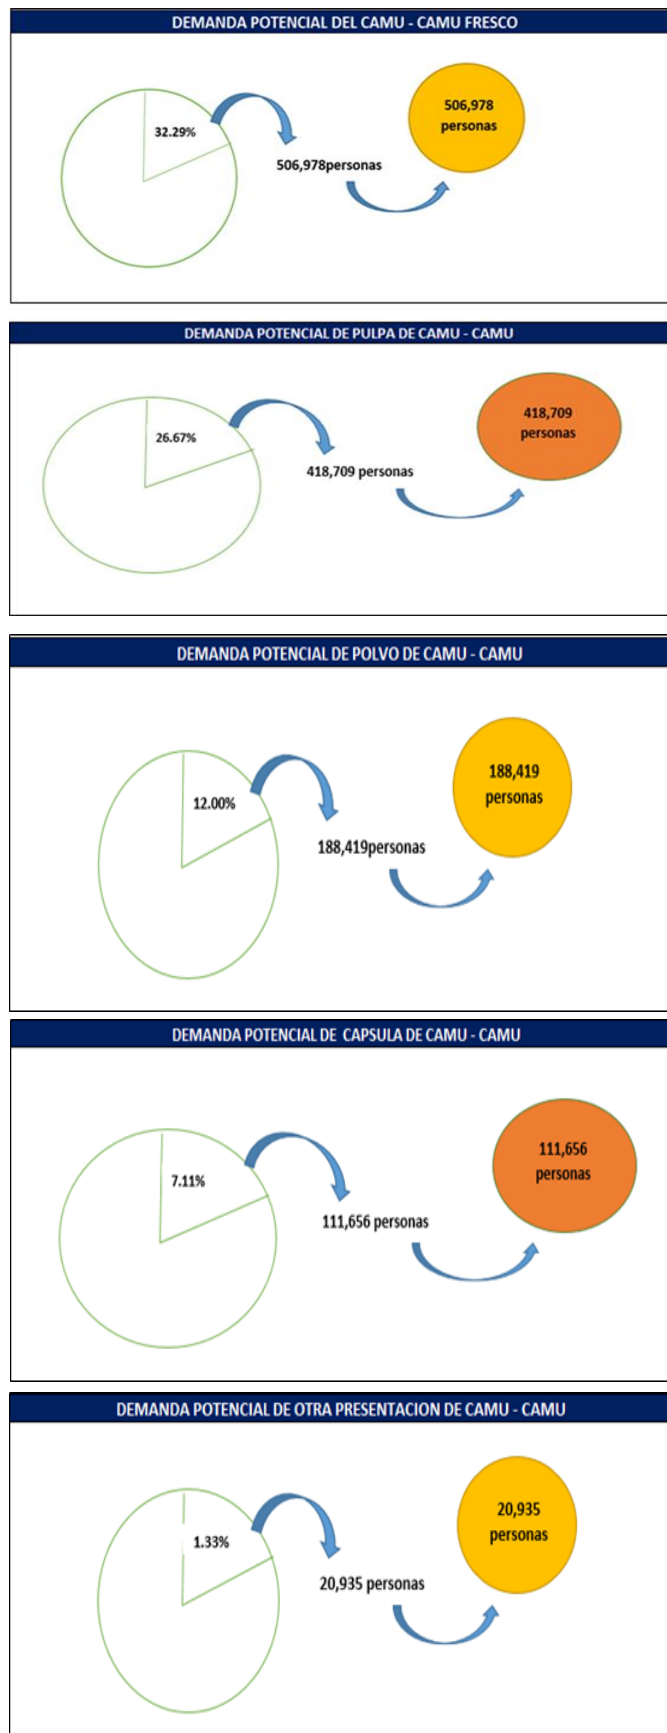 DEMANDA POTENCIAL DEL CAMU - CAMU FRESCO
32.29%
506,978personas
506,978
personas
DEMANDA POTENCIAL DE PULPA DE CAMU - CAMU
26.67%
418,709 personas
418,709
personas
DEMANDA POTENCIAL DE POLVO DE CAMU - CAMU
12.00%
188,419personas
188,419
personas
DEMANDA POTENCIAL DE CAPSULA DE CAMU - CAMU
7.11%
111,656 personas
111,656
personas
DEMANDA POTENCIAL DE OTRA PRESENTACION DE CAMU - CAMU
1.33%
20,935 personas
20,935
personas